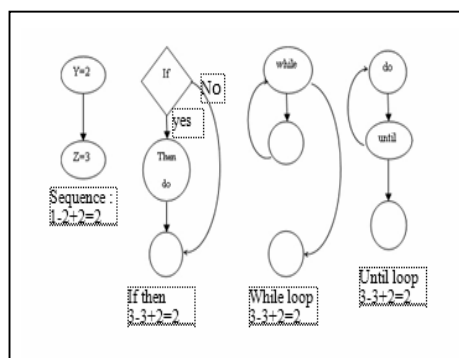 Y=2
Z=3
Sequence :
1-2+2=2
If
No
yes
Then
do
If then
3-3+2=2
while
While loop
3-3+2=2
do
until
Until loop
3-3+2=2